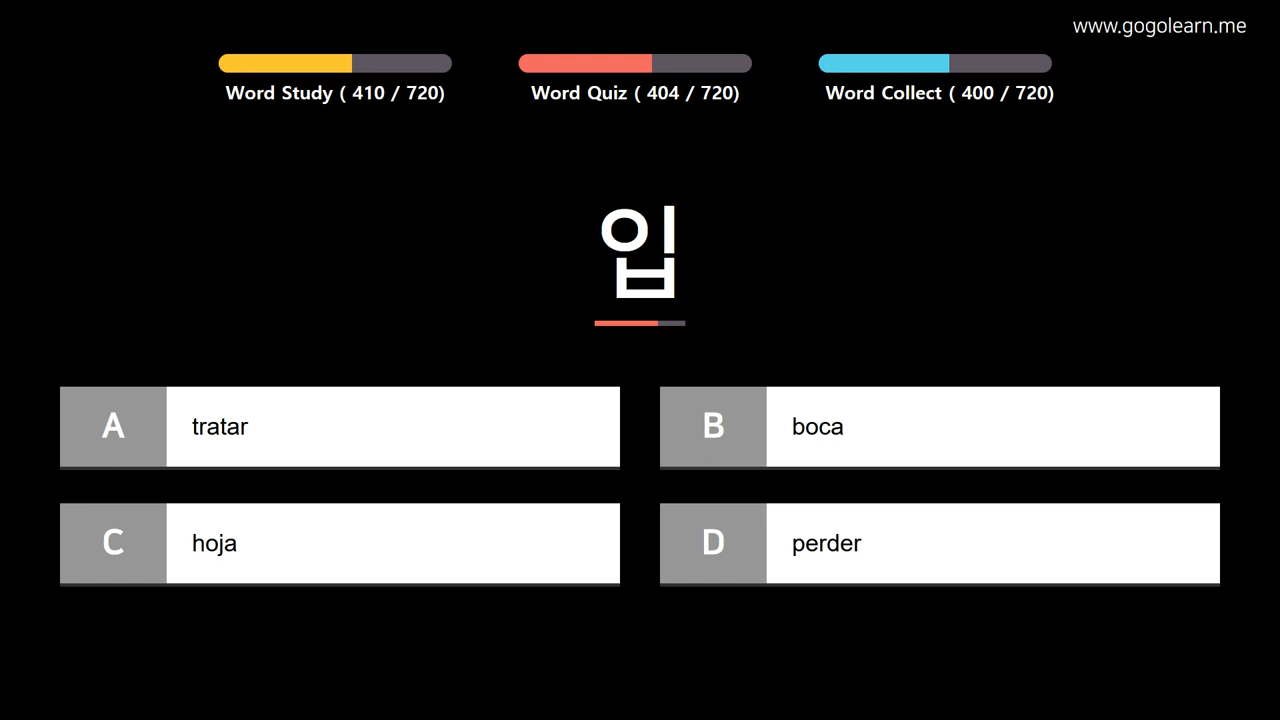 www.gogolearn.me
Word Study ( 410 / 720)
Word Quiz ( 404 / 720)
Word Collect ( 400 / 720)
입
A tratar
B boca
C hoja
D perder